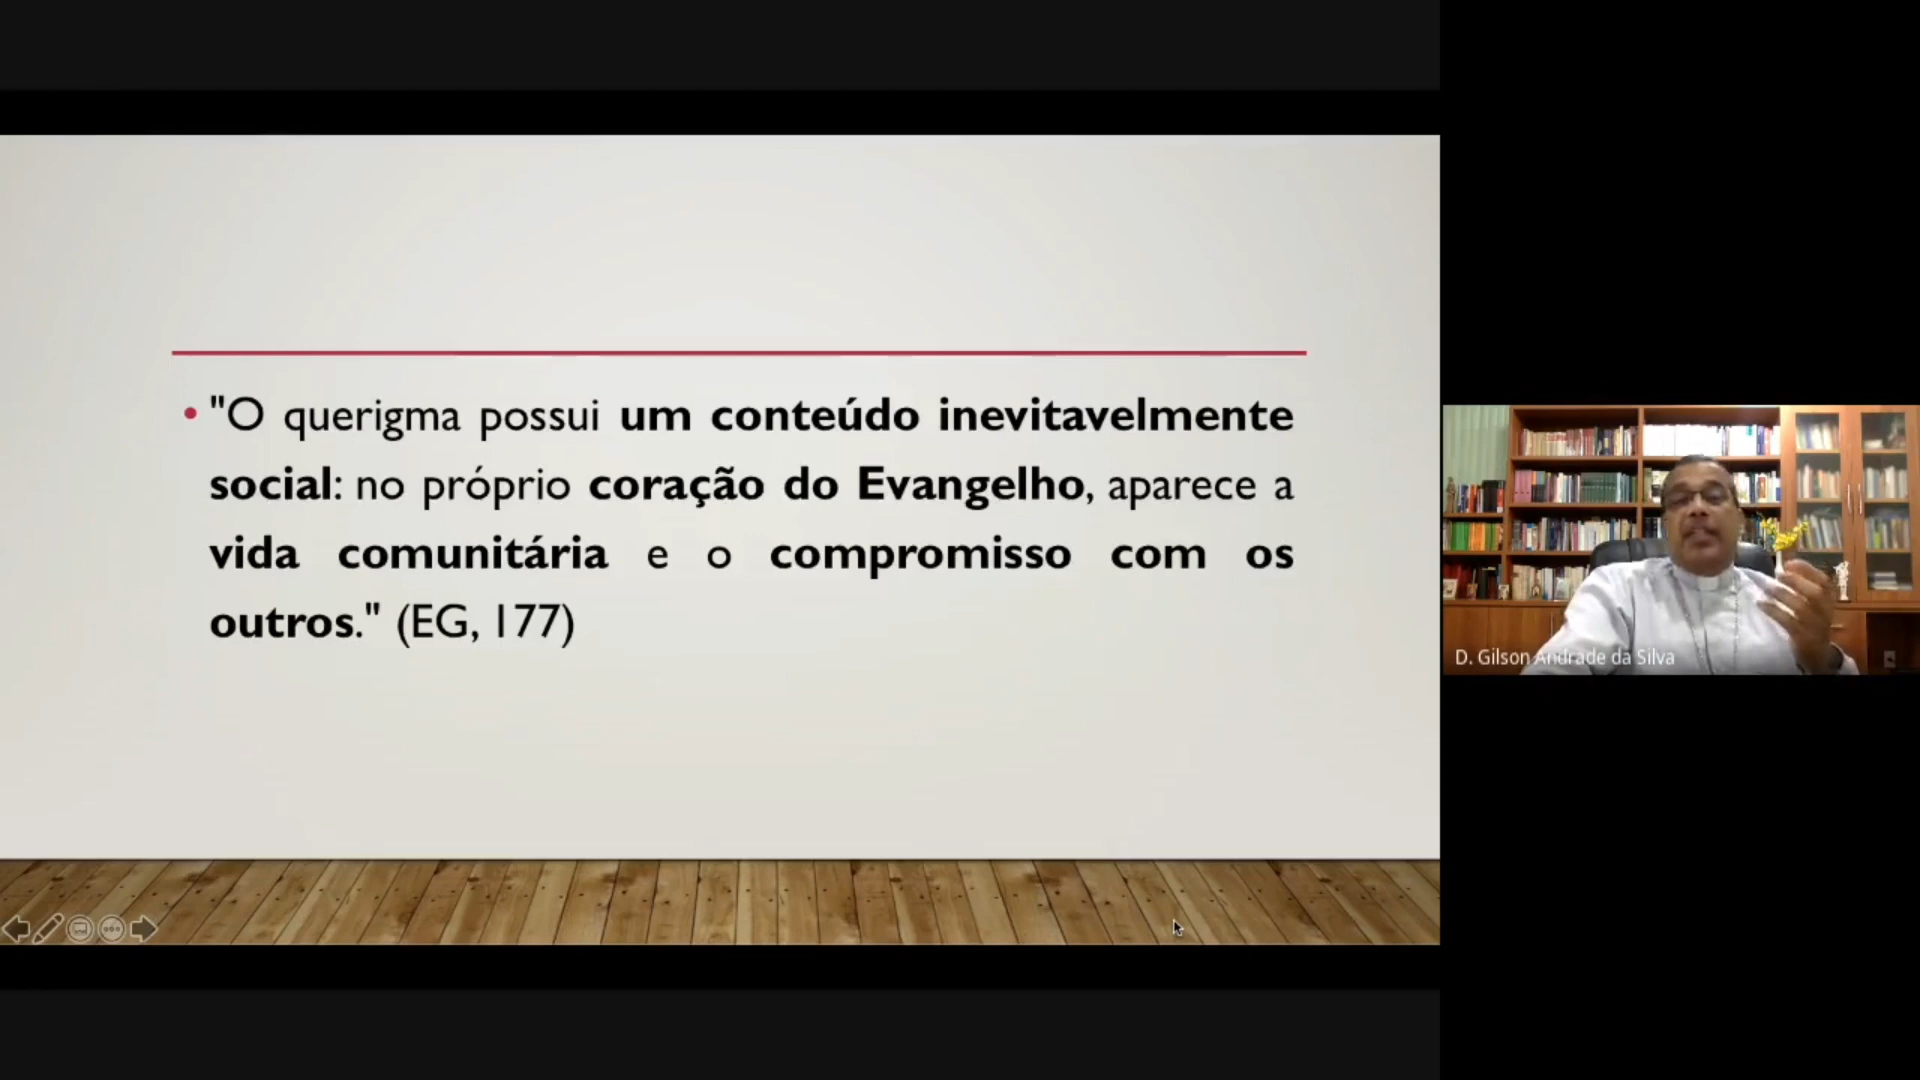 "O querigma possui um conteúdo inevitavelmente
social: no próprio coração do Evangelho, aparece a
vida comunitária e o compromisso com os
outros." (EG, 177)
D. Gilson Andrade da Silva